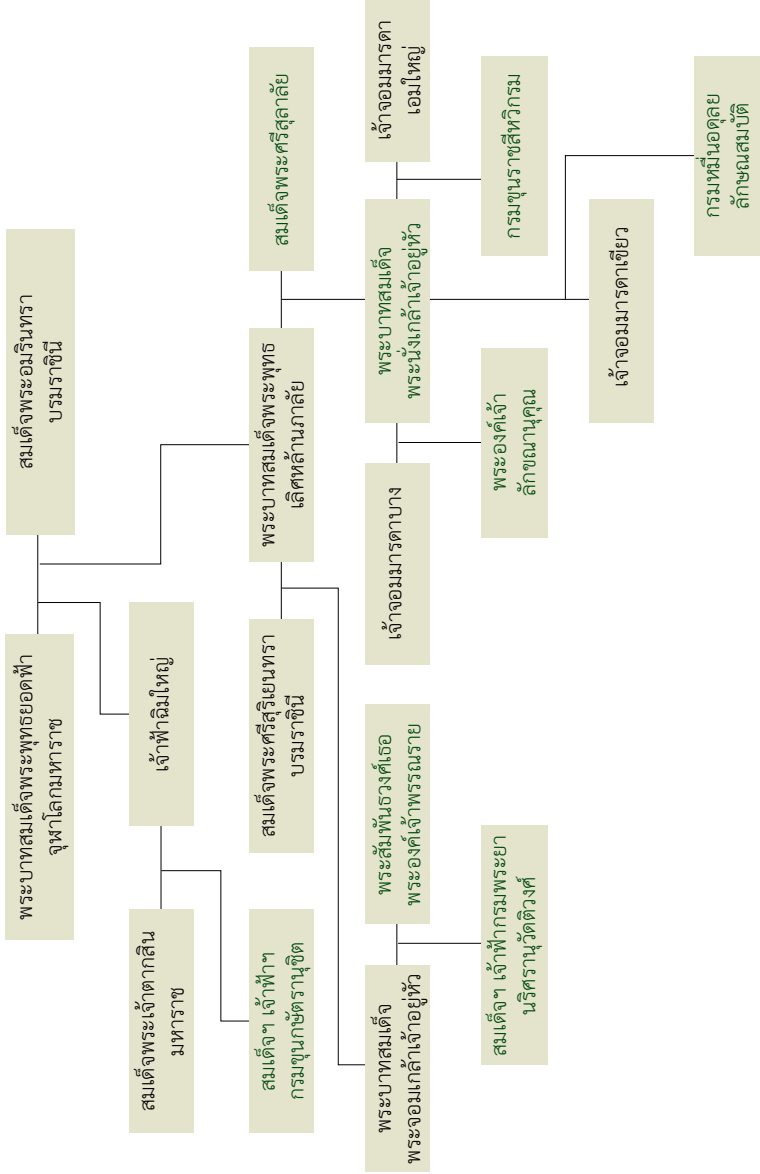 พระบาทสมเด็จพระพุทธยอดฟ้า
จุฬาโลกมหาราช
สมเด็จพระอมรินทรา
บรมราชินี
สมเด็จพระเจ้าตากสิน
มหาราช
เจ้าฟ้าฉิมใหญ่
สมเด็จฯ เจ้าฟ้าฯ
กรมขุนกษัตรานุชิต
สมเด็จพระศรีสุริเยนทรา
บรมราชินี
พระบาทสมเด็จพระพุทธ
เลิศหล้านภาลัย
สมเด็จพระศรีสุลาลัย
พระบาทสมเด็จ
พระจอมเกล้าเจ้าอยู่หัว
พระสัมพันธวงศ์เธอ
พระองค์เจ้าพรรณราย
เจ้าจอมมารดาบาง
พระบาทสมเด็จ
พระนั่งเกล้าเจ้าอยู่หัว
เจ้าจอมมารดา
เอมใหญ่
สมเด็จฯ เจ้าฟ้ากรมพระยา
นริศรานุวัดติวงศ์
พระองค์เจ้า
ลักขณานุคุณ
กรมขุนราชสีหวิกรม
เจ้าจอมมารดาเขียว
กรมหมื่นอดุลย
ลักษณสมบัติ